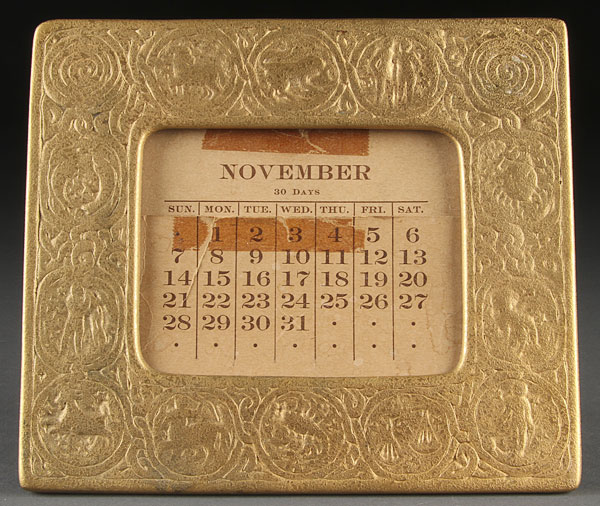 NOVEMBER
30 DAYS
SUN. MON. TUE. WED. THU. FRI. SAT.
· 1 2 3 4 5 6
7 8 9 10 11 12 13
14 15 16 17 18 19 20
21 22 23 24 25 26 27
28 29 30 31 · · ·
· · · · · · ·